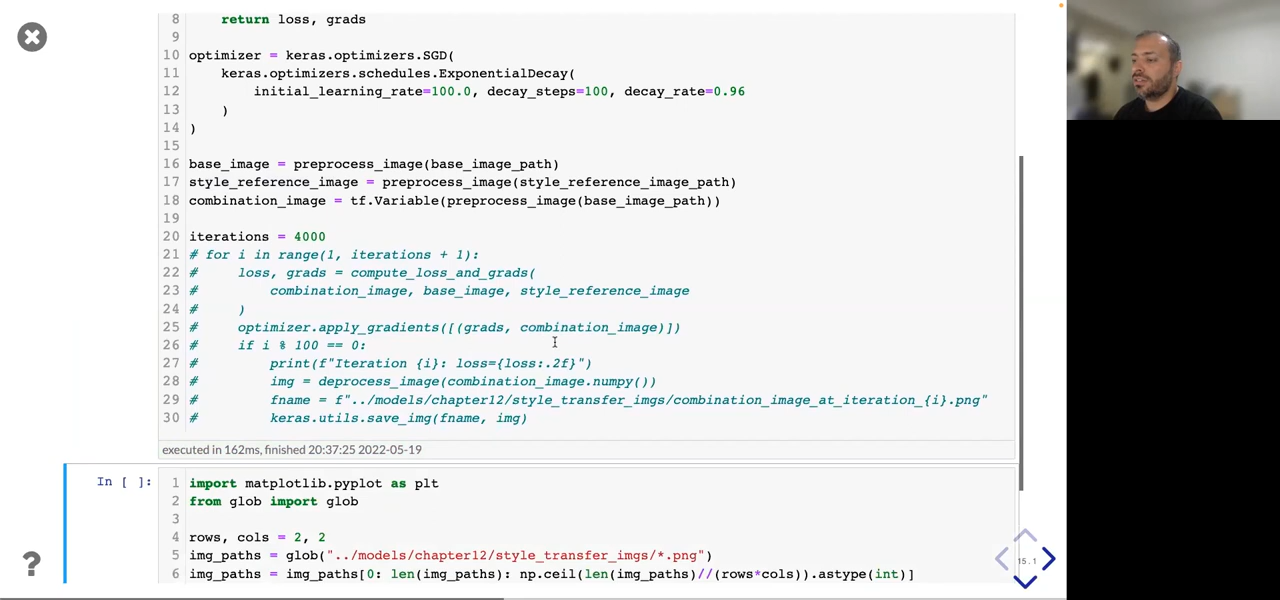 8     return loss, grads
9
10 optimizer = keras.optimizers.SGD(
11     keras.optimizers.schedules.ExponentialDecay(
12         initial_learning_rate=100.0, decay_steps=100, decay_rate=0.96
13     )
14 )
15
16 base_image = preprocess_image(base_image_path)
17 style_reference_image = preprocess_image(style_reference_image_path)
18 combination_image = tf.Variable(preprocess_image(base_image_path))
19
20 iterations = 4000
21 # for i in range(1, iterations + 1):
22 #     loss, grads = compute_loss_and_grads(
23 #         combination_image, base_image, style_reference_image
24 #     )
25 #     optimizer.apply_gradients([(grads, combination_image)])
26 #     if i % 100 == 0:
27 #         print(f"Iteration {i}: loss={loss:.2f}")
28 #         img = deprocess_image(combination_image.numpy())
29 #         fname = f"../models/chapter12/style_transfer_imgs/combination_image_at_iteration_{i}.png"
30 #         keras.utils.save_img(fname, img)
executed in 162ms, finished 20:37:25 2022-05-19
In [ ]:
1 import matplotlib.pyplot as plt
2 from glob import glob
3
4 rows, cols = 2, 2
5 img_paths = glob("../models/chapter12/style_transfer_imgs/*.png")
6 img_paths = img_paths[0: len(img_paths): np.ceil(len(img_paths)//(rows*cols)).astype(int)]
?
15.1